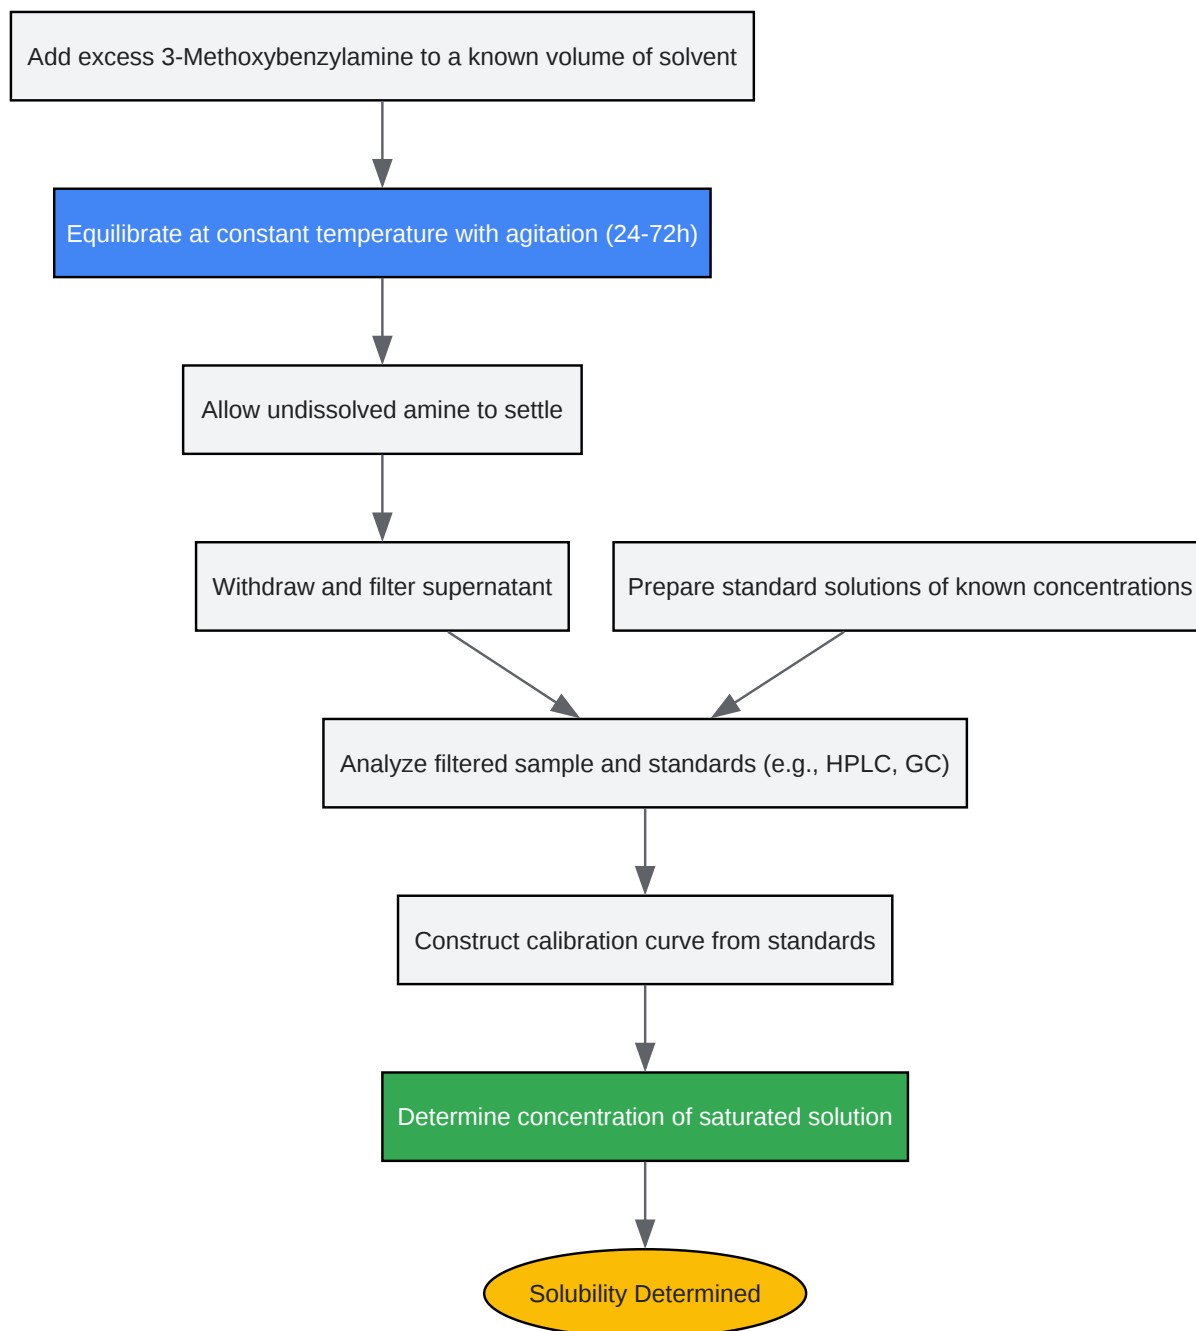 Add excess 3-Methoxybenzylamine to a known volume of solvent
Equilibrate at constant temperature with agitation (24-72h)
Allow undissolved amine to settle
Withdraw and filter supernatant
Prepare standard solutions of known concentrations
Analyze filtered sample and standards (e.g., HPLC, GC)
Construct calibration curve from standards
Determine concentration of saturated solution
Solubility Determined